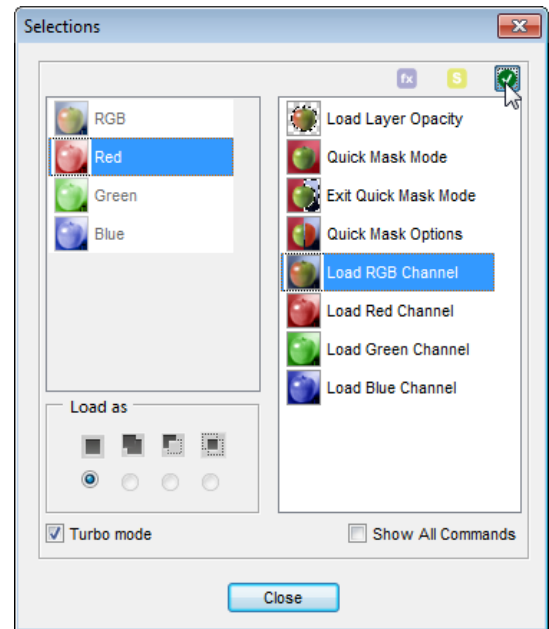 Selections
fx S
RGB
Red
Green
Blue
Load Layer Opacity
Quick Mask Mode
Exit Quick Mask Mode
Quick Mask Options
Load RGB Channel
Load Red Channel
Load Green Channel
Load Blue Channel
Load as
Turbo mode
Show All Commands
Close